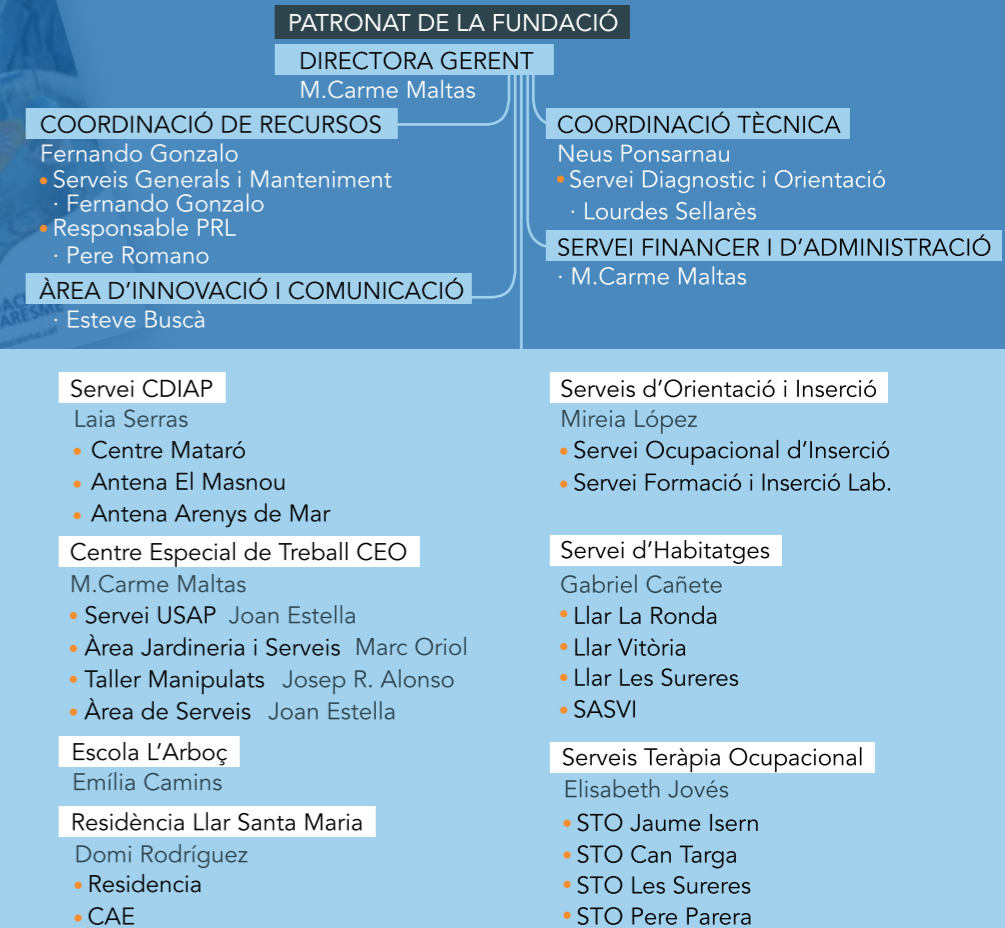 PATRONAT DE LA FUNDACIÓ
DIRECTORA GERENT
M.Carme Maltas
COORDINACIÓ DE RECURSOS
Fernando Gonzalo
• Serveis Generals i Manteniment
· Fernando Gonzalo
• Responsable PRL
· Pere Romano
ÀREA D'INNOVACIÓ I COMUNICACIÓ
· Esteve Buscà
COORDINACIÓ TÈCNICA
Neus Ponsarnau
• Servei Diagnostic i Orientació
· Lourdes Sellarès
SERVEI FINANCER I D'ADMINISTRACIÓ
· M.Carme Maltas
Servei CDIAP
Laia Serras
• Centre Mataró
• Antena El Masnou
• Antena Arenys de Mar
Centre Especial de Treball CEO
M.Carme Maltas
• Servei USAP Joan Estella
• Àrea Jardineria i Serveis Marc Oriol
• Taller Manipulats Josep R. Alonso
• Àrea de Serveis Joan Estella
Escola L'Arboç
Emília Camins
Residència Llar Santa Maria
Domi Rodríguez
• Residencia
• CAE
Serveis d'Orientació i Inserció
Mireia López
• Servei Ocupacional d'Inserció
• Servei Formació i Inserció Lab.
Servei d'Habitatges
Gabriel Cañete
• Llar La Ronda
• Llar Vitòria
• Llar Les Sureres
• SASVI
Serveis Teràpia Ocupacional
Elisabeth Jovés
• STO Jaume Isern
• STO Can Targa
• STO Les Sureres
• STO Pere Parera